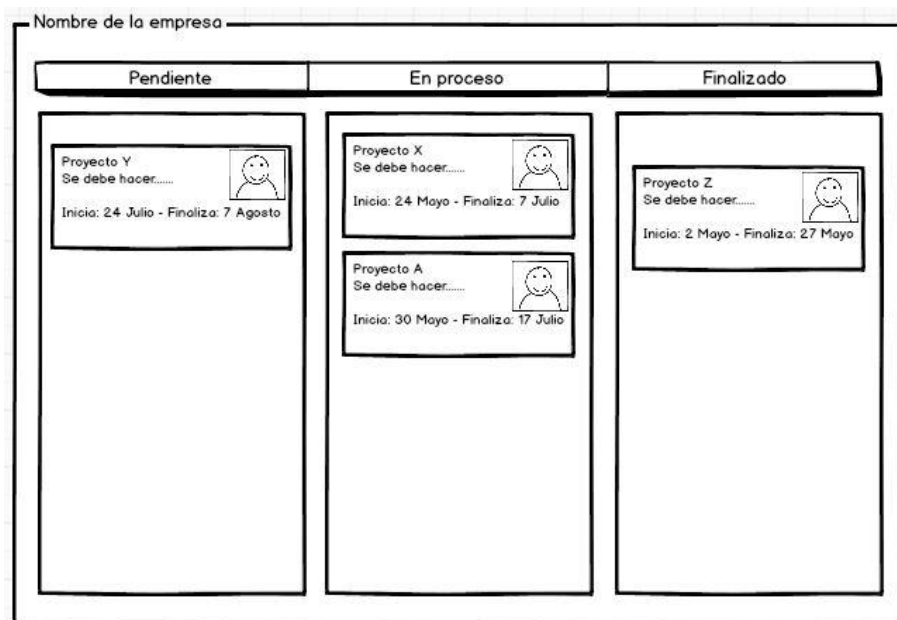 Nombre de la empresa
Pendiente
En proceso
Finalizado
Proyecto Y
Se debe hacer......
Inicia: 24 Julio - Finaliza: 7 Agosto
Proyecto X
Se debe hacer......
Inicia: 24 Mayo - Finaliza: 7 Julio
Proyecto A
Se debe hacer......
Inicia: 30 Mayo - Finaliza: 17 Julio
Proyecto Z
Se debe hacer......
Inicia: 2 Mayo - Finaliza: 27 Mayo